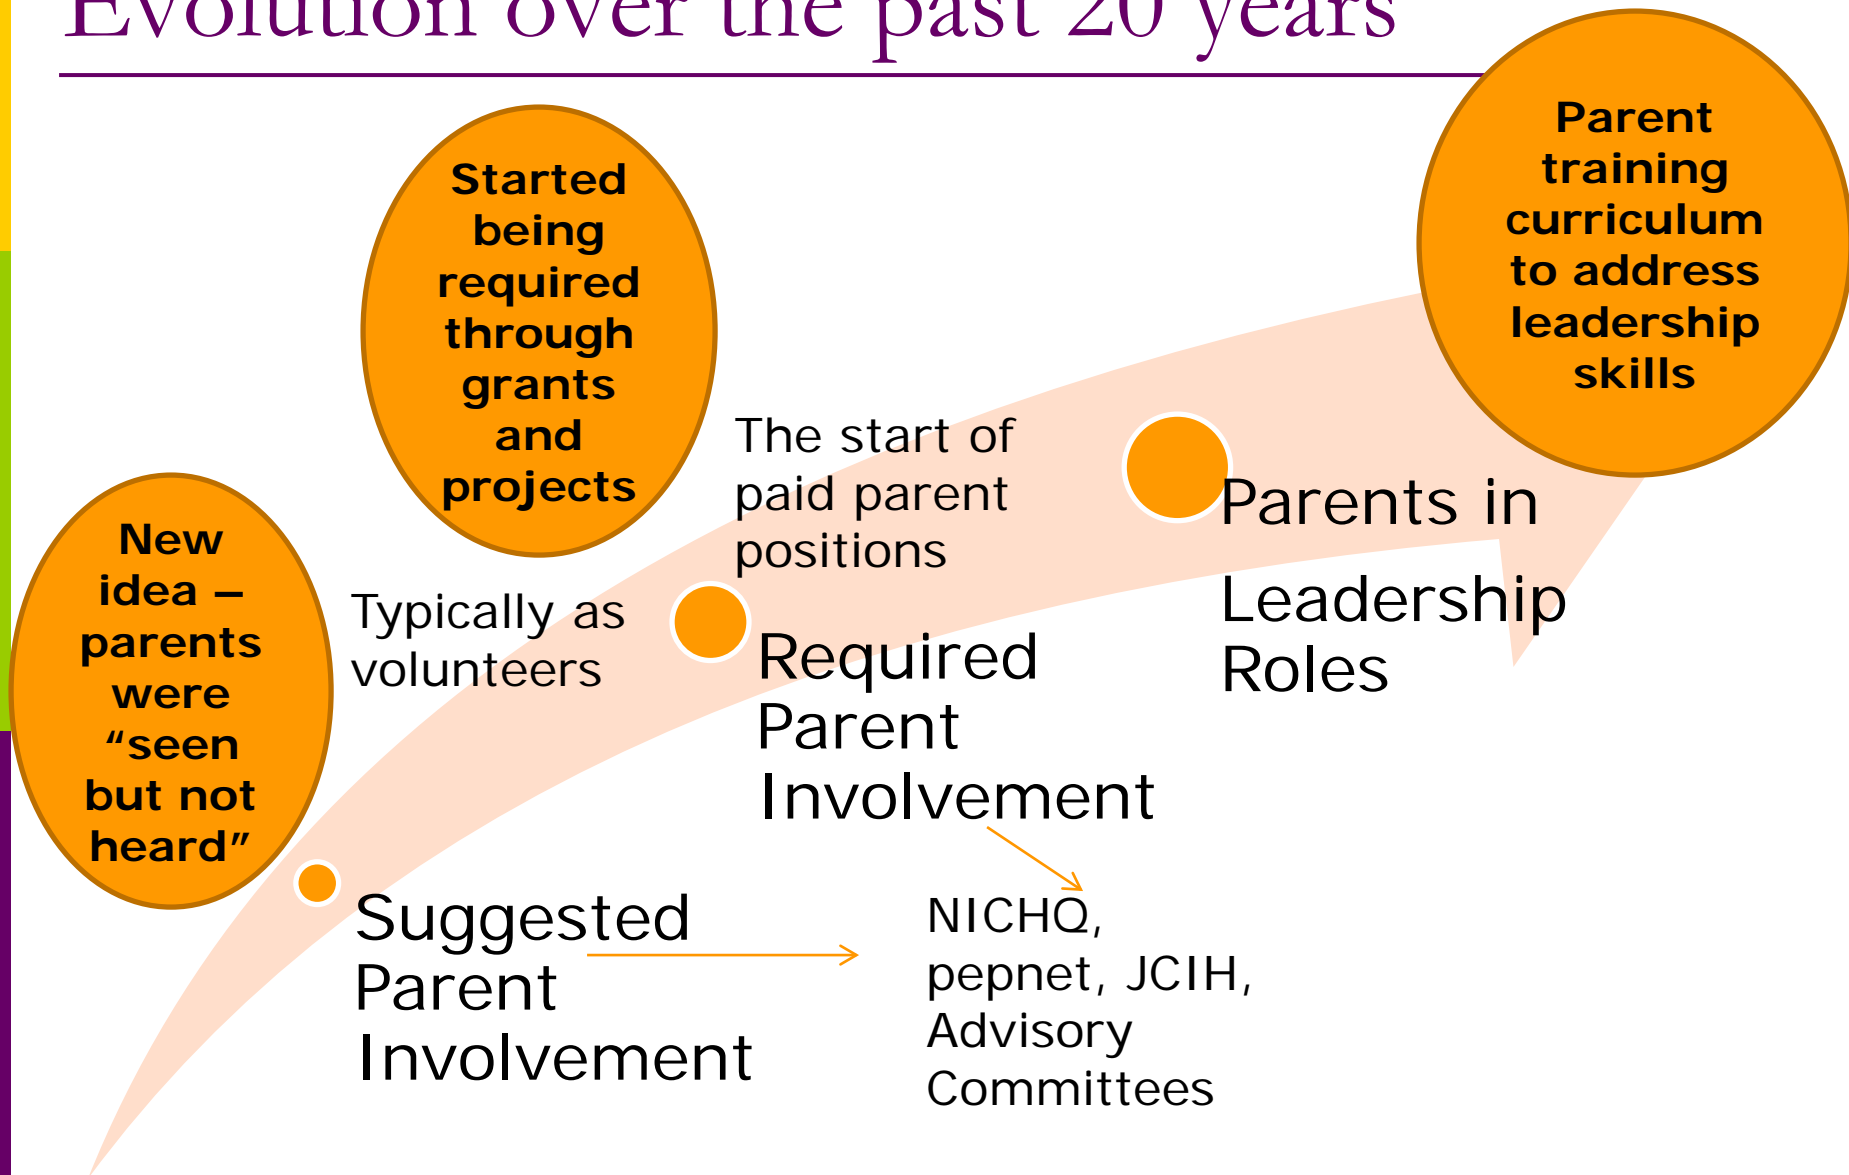 Evolution over the past 20 years
New
idea –
parents
were
“seen
but not
heard”
Started
being
required
through
grants
and
projects
Parent
training
curriculum
to address
leadership
skills
Typically as
volunteers
The start of
paid parent
positions
Suggested
Parent
Involvement
Required
Parent
Involvement
Parents in
Leadership
Roles
NICHQ,
pepnet, JCIH,
Advisory
Committees